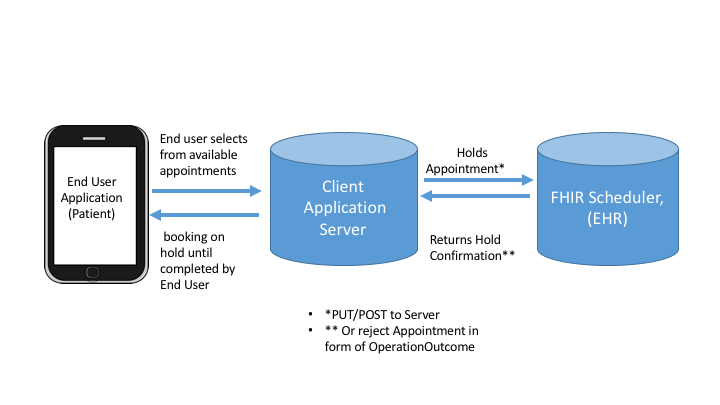 End User
Application
(Patient)
End user selects
from available
appointments
booking on
hold until
completed by
End User
Client
Application
Server
Holds
Appointment*
Returns Hold
Confirmation**
FHIR Scheduler,
(EHR)
• *PUT/POST to Server
• ** Or reject Appointment in
form of OperationOutcome